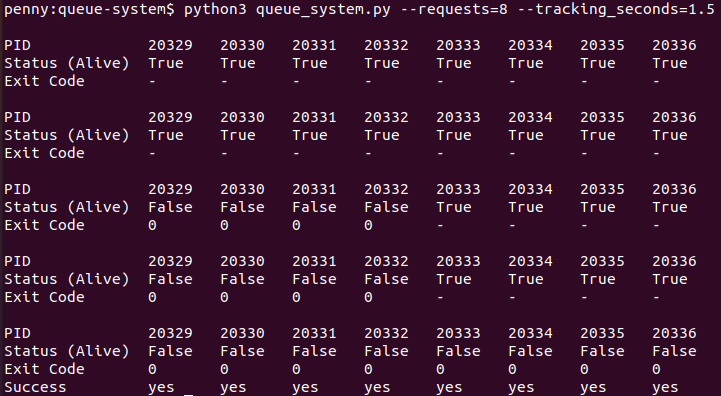 penny:queue-system$ python3 queue_system.py --requests=8 --tracking_seconds=1.5
PID 20329 20330 20331 20332 20333 20334 20335 20336
Status (Alive) True True True True True True True True
Exit Code - - - - - - - -
PID 20329 20330 20331 20332 20333 20334 20335 20336
Status (Alive) True True True True True True True True
Exit Code - - - - - - - -
PID 20329 20330 20331 20332 20333 20334 20335 20336
Status (Alive) False False False False True True True True
Exit Code 0 0 0 0 - - - -
PID 20329 20330 20331 20332 20333 20334 20335 20336
Status (Alive) False False False False True True True True
Exit Code 0 0 0 0 - - - -
PID 20329 20330 20331 20332 20333 20334 20335 20336
Status (Alive) False False False False False False False False
Exit Code 0 0 0 0 0 0 0 0
Success yes yes yes yes yes yes yes yes